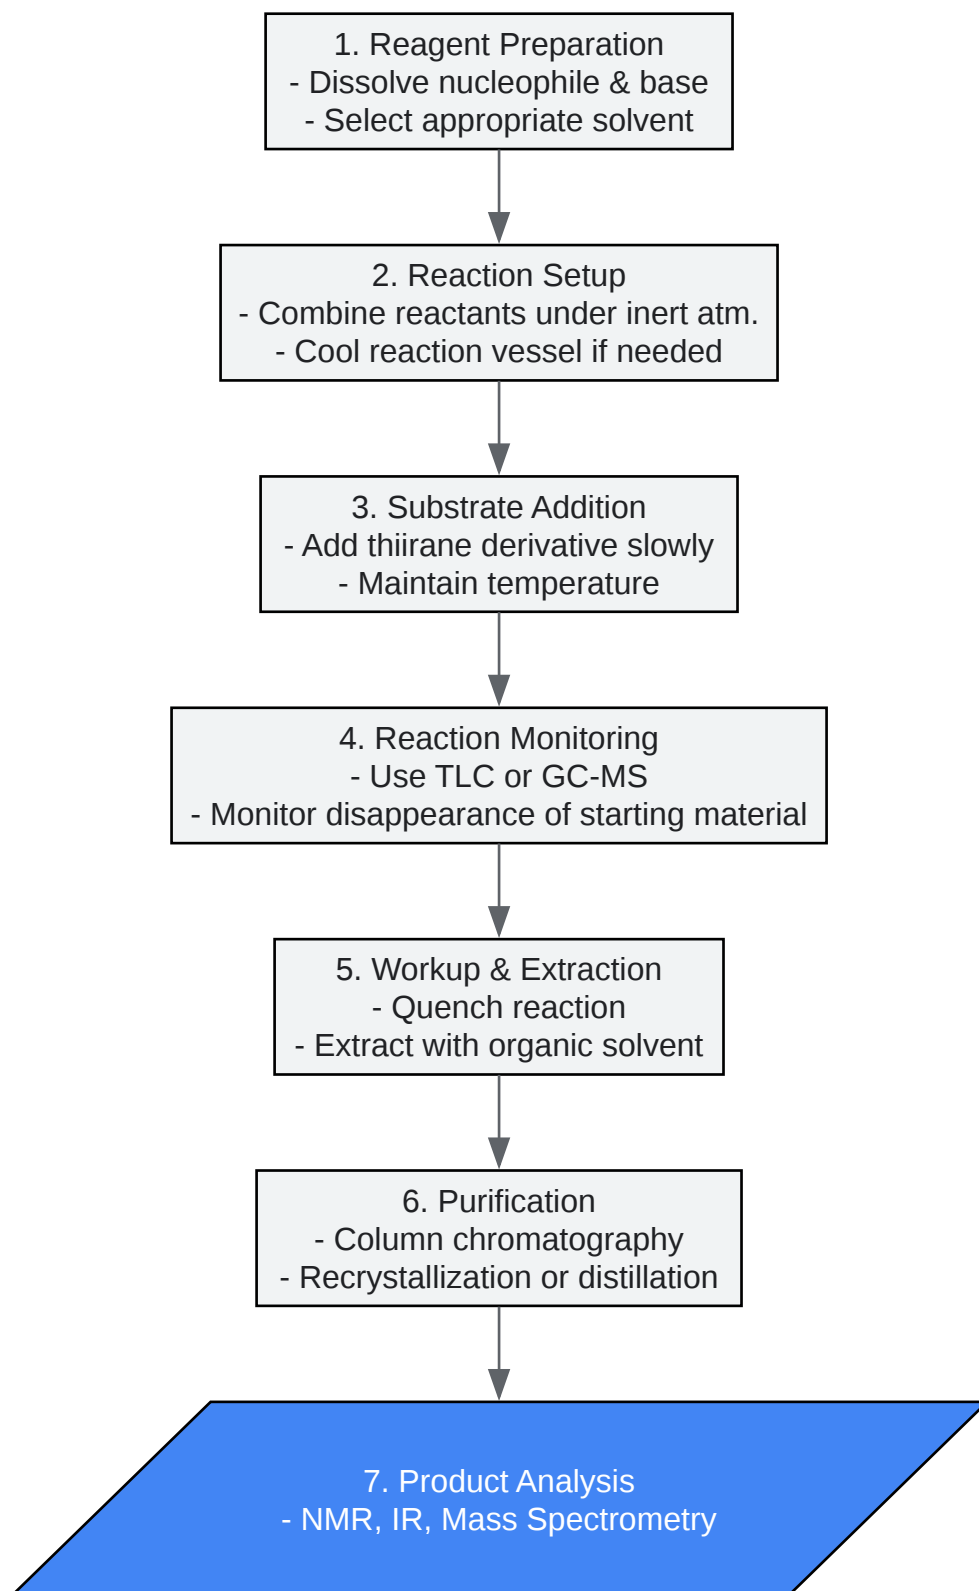 1. Reagent Preparation
- Dissolve nucleophile & base
- Select appropriate solvent
2. Reaction Setup
- Combine reactants under inert atm.
- Cool reaction vessel if needed
3. Substrate Addition
- Add thiirane derivative slowly
- Maintain temperature
4. Reaction Monitoring
- Use TLC or GC-MS
- Monitor disappearance of starting material
5. Workup & Extraction
- Quench reaction
- Extract with organic solvent
6. Purification
- Column chromatography
- Recrystallization or distillation
7. Product Analysis
- NMR, IR, Mass Spectrometry